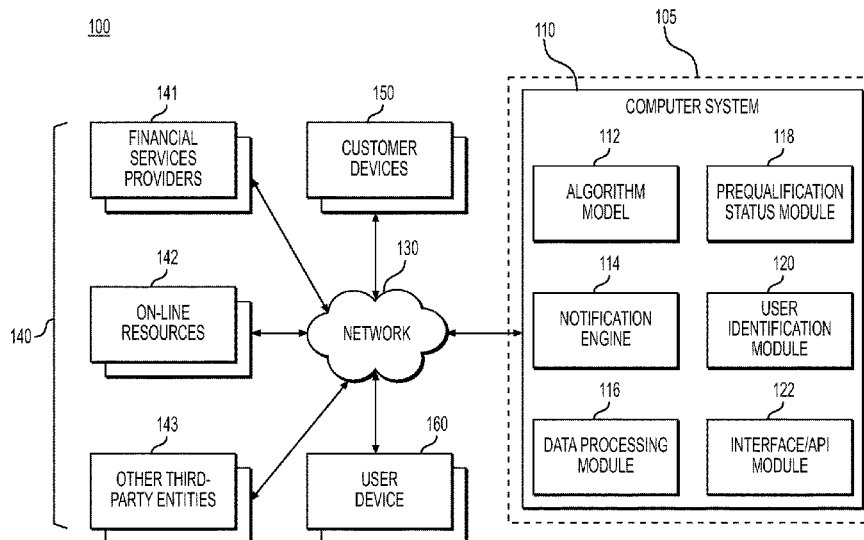 100
105
110
COMPUTER SYSTEM
141
FINANCIAL
SERVICES
PROVIDERS
150
CUSTOMER
DEVICES
112
ALGORITHM
MODEL
118
PREQUALIFICATION
STATUS MODULE
140
142
ON-LINE
RESOURCES
130
NETWORK
114
NOTIFICATION
ENGINE
120
USER
IDENTIFICATION
MODULE
143
OTHER THIRD-
PARTY ENTITIES
160
USER
DEVICE
116
DATA PROCESSING
MODULE
122
INTERFACE/API
MODULE